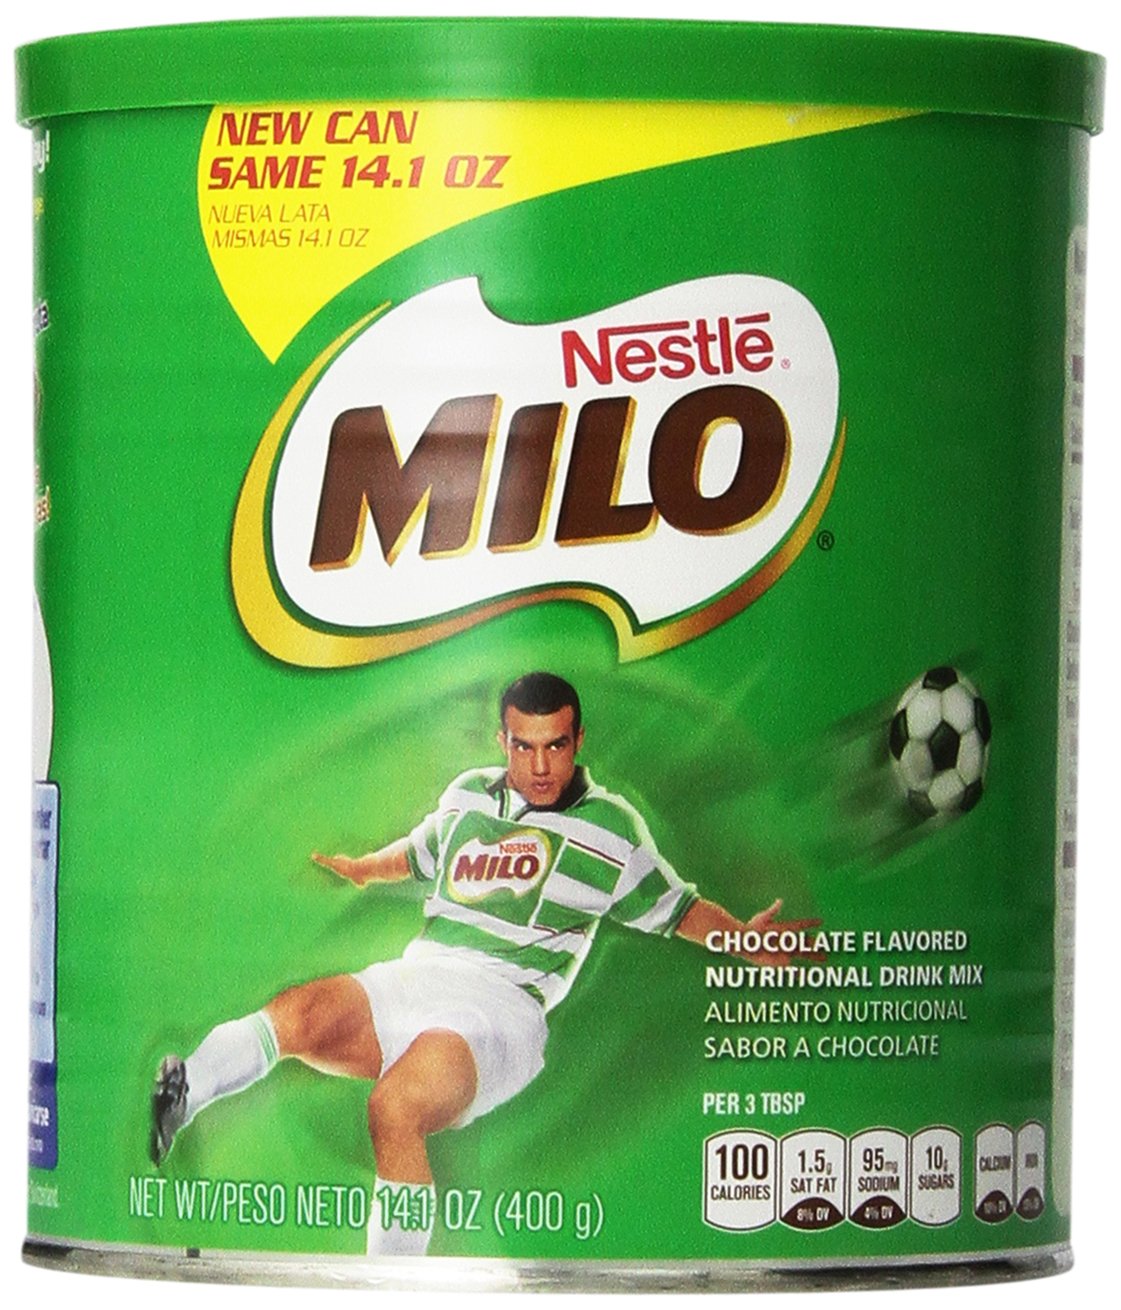 NEW CAN
SAME 14.1 OZ
NUEVA LATA
MISMAS 14.1 OZ
Nestlé®
MILO®
Nestlé
MILO
CHOCOLATE FLAVORED
NUTRITIONAL DRINK MIX
ALIMENTO NUTRICIONAL
SABOR A CHOCOLATE
PER 3 TBSP
100 CALORIES
1.5g SAT FAT 8% DV
95mg SODIUM 4% DV
10g SUGARS
CALCIUM 10% DV
IRON
NET WT/PESO NETO 14.1 OZ (400 g)